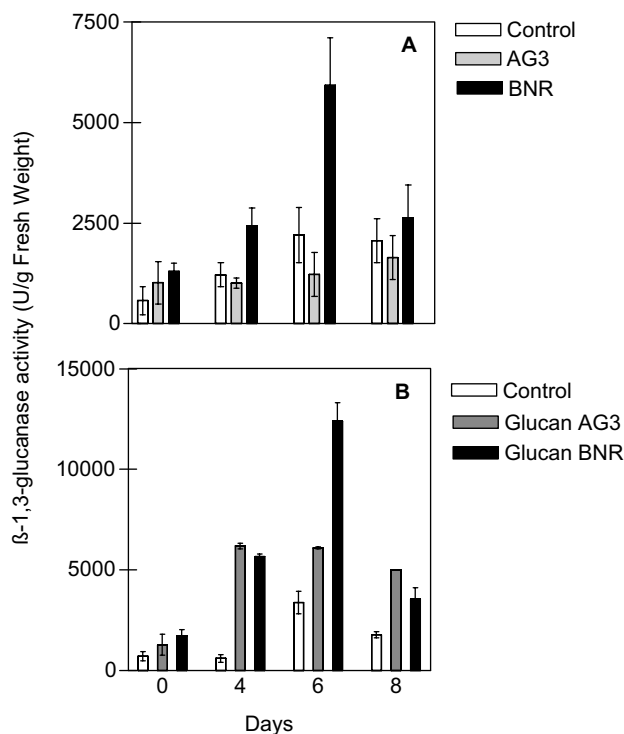 ß-1,3-glucanase activity (U/g Fresh Weight)
7500
5000
2500
0
A
Control
AG3
BNR
15000
10000
5000
0
B
Control
Glucan AG3
Glucan BNR
0 4 6 8
Days